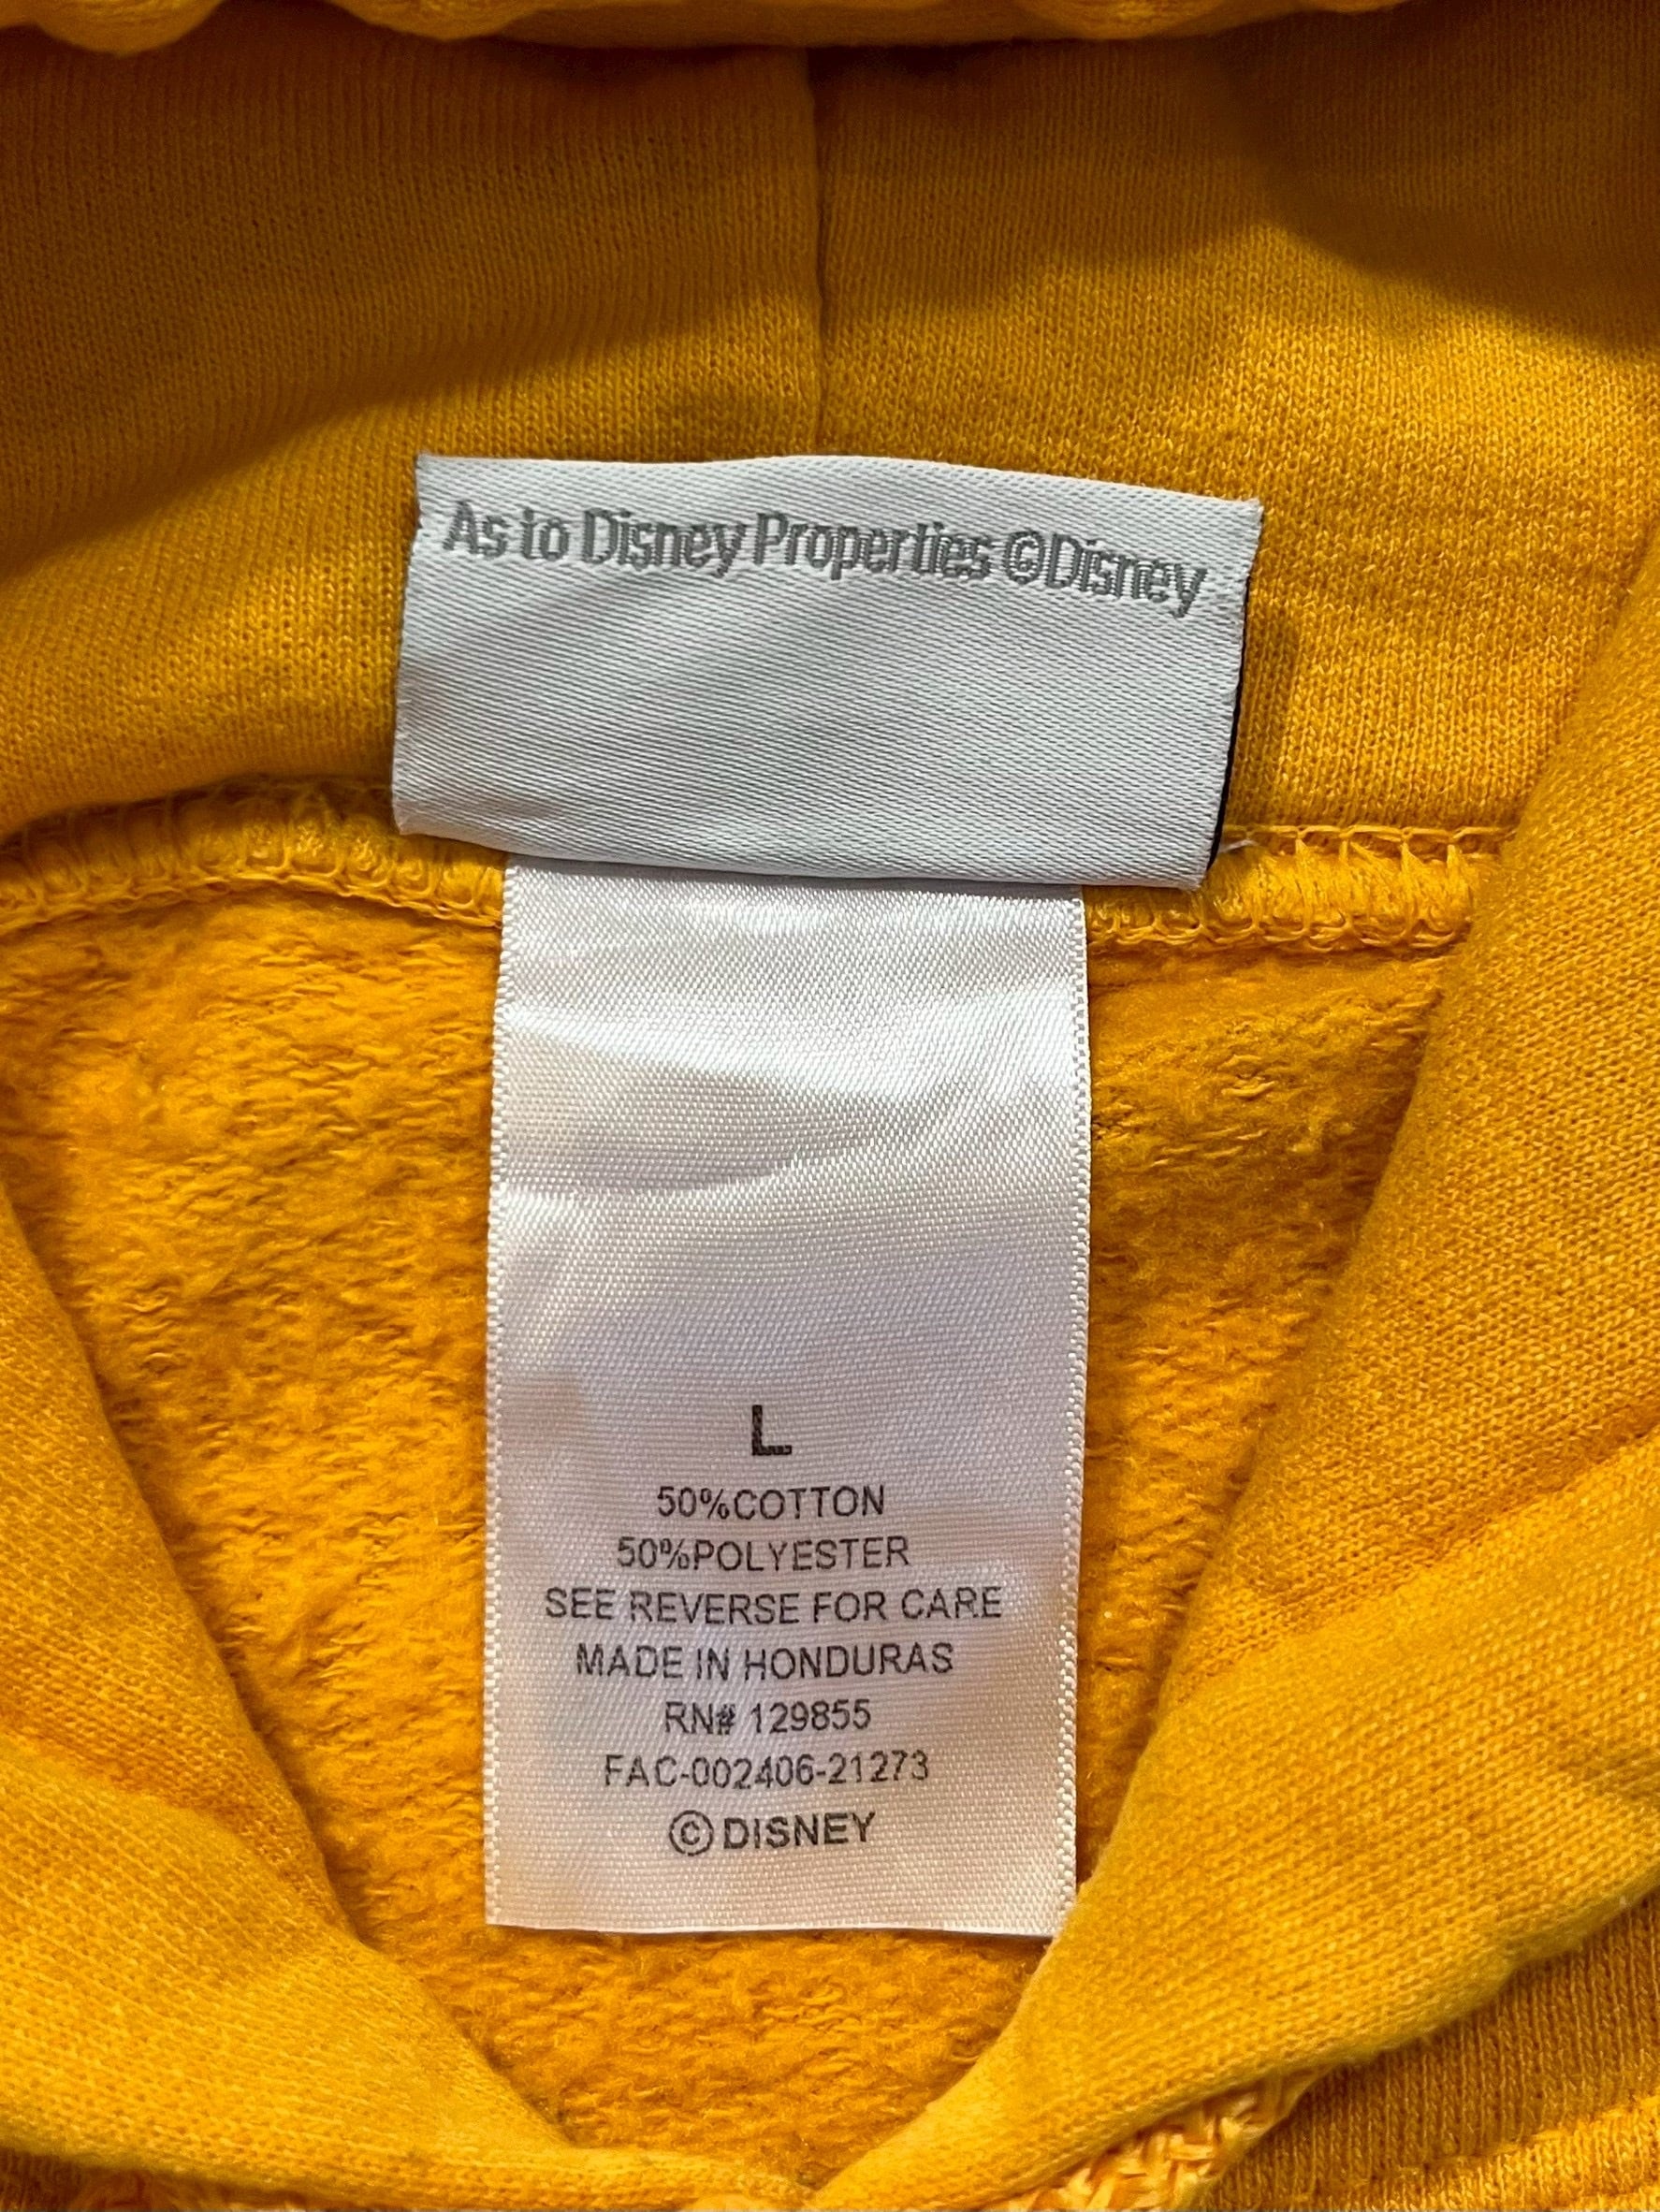 As to Disney Properties ©Disney
L
50%COTTON
50%POLYESTER
SEE REVERSE FOR CARE
MADE IN HONDURAS
RN# 129855
FAC-002406-21273
©DISNEY